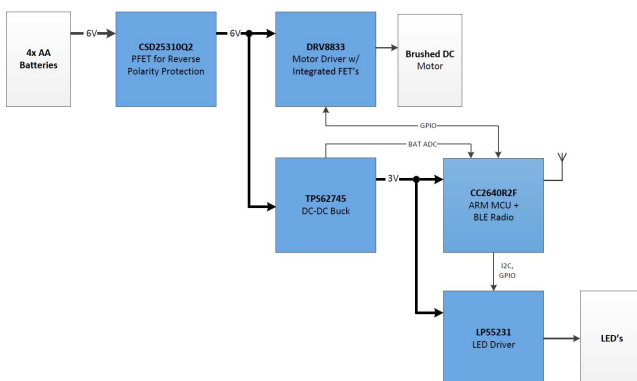 4x AA
Batteries
6V
CSD25310Q2
PFET for Reverse
Polarity Protection
6V
DRV8833
Motor Driver w/
Integrated FET's
Brushed DC
Motor
GPIO
BAT ADC
TPS62745
DC-DC Buck
3V
CC2640R2F
ARM MCU +
BLE Radio
I2C,
GPIO
LP55231
LED Driver
LED's